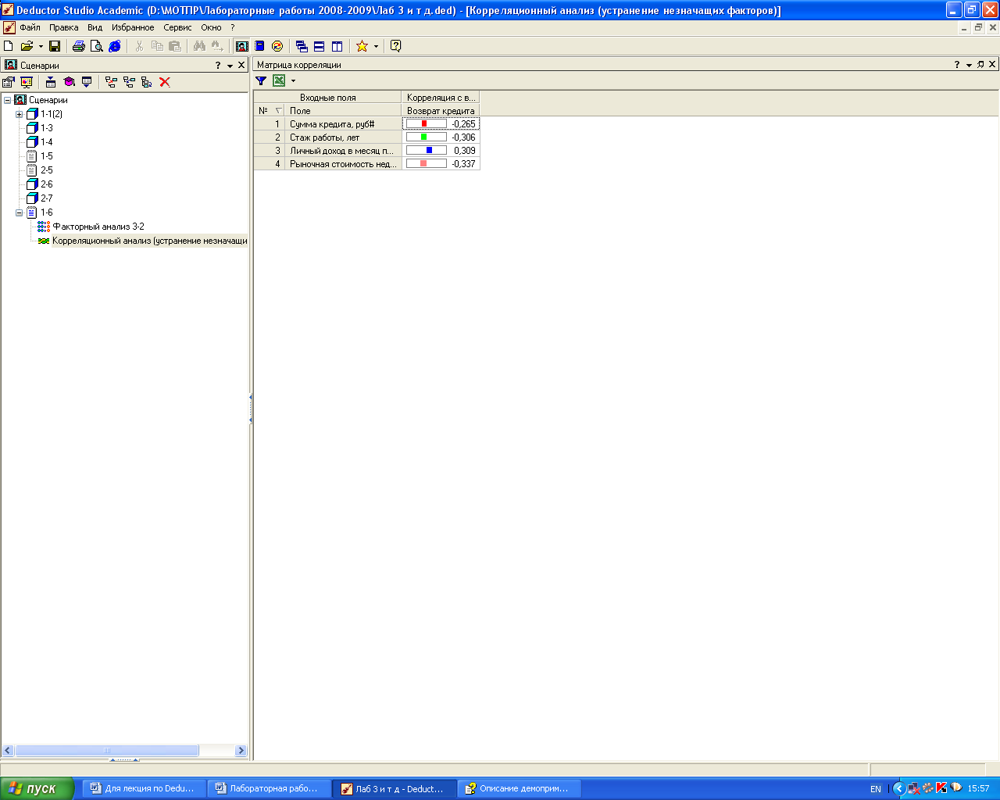 Deductor Studio Academic (D:\МОТПР\Лабораторные работы 2008-2009\Лаб 3 и т д.ded) - [Корреляционный анализ (устранение незначащих факторов)]
Файл Правка Вид Избранное Сервис Окно ?
Сценарии
Матрица корреляции
Сценарии
1-1(2)
1-3
1-4
1-5
2-5
2-6
2-7
1-6
Факторный анализ 3-2
Корреляционный анализ (устранение незначащи
Входные поля Корреляция с в...
№ Поле Возврат кредита
1 Сумма кредита, руб# -0,265
2 Стаж работы, лет -0,306
3 Личный доход в месяц п... 0,309
4 Рыночная стоимость нед... -0,337
пуск Для лекция по Dedu... Лабораторная рабо... Лаб 3 и т д - Deduct... Описание демоприм... EN 15:57